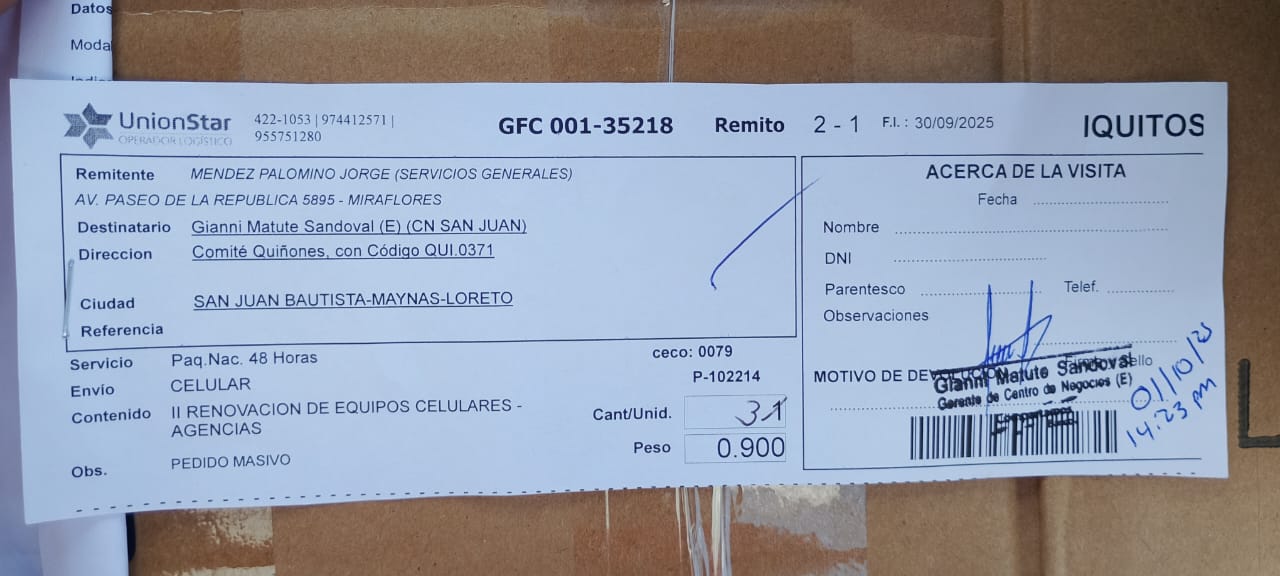 Datos
Moda
UnionStar
OPERADOR LOGÍSTICO
422-1053 | 974412571 |
955751280
GFC 001-35218
Remito 2 - 1
F.I. : 30/09/2025
IQUITOS
Remitente MENDEZ PALOMINO JORGE (SERVICIOS GENERALES)
AV. PASEO DE LA REPUBLICA 5895 - MIRAFLORES
Destinatario Gianni Matute Sandoval (E) (CN SAN JUAN)
Direccion Comité Quiñones, con Código QUI.0371
Ciudad SAN JUAN BAUTISTA-MAYNAS-LORETO
Referencia
Servicio Paq.Nac. 48 Horas
Envío CELULAR
Contenido II RENOVACION DE EQUIPOS CELULARES -
AGENCIAS
Obs. PEDIDO MASIVO
ceco: 0079
P-102214
Cant/Unid.
Peso 0.900
ACERCA DE LA VISITA
Fecha
Nombre
DNI
Parentesco Telef.
Observaciones
MOTIVO DE
Gianni Matute Sandoval
Gerente de Centro de Negocios (E)
01/10/25
14:23 pm